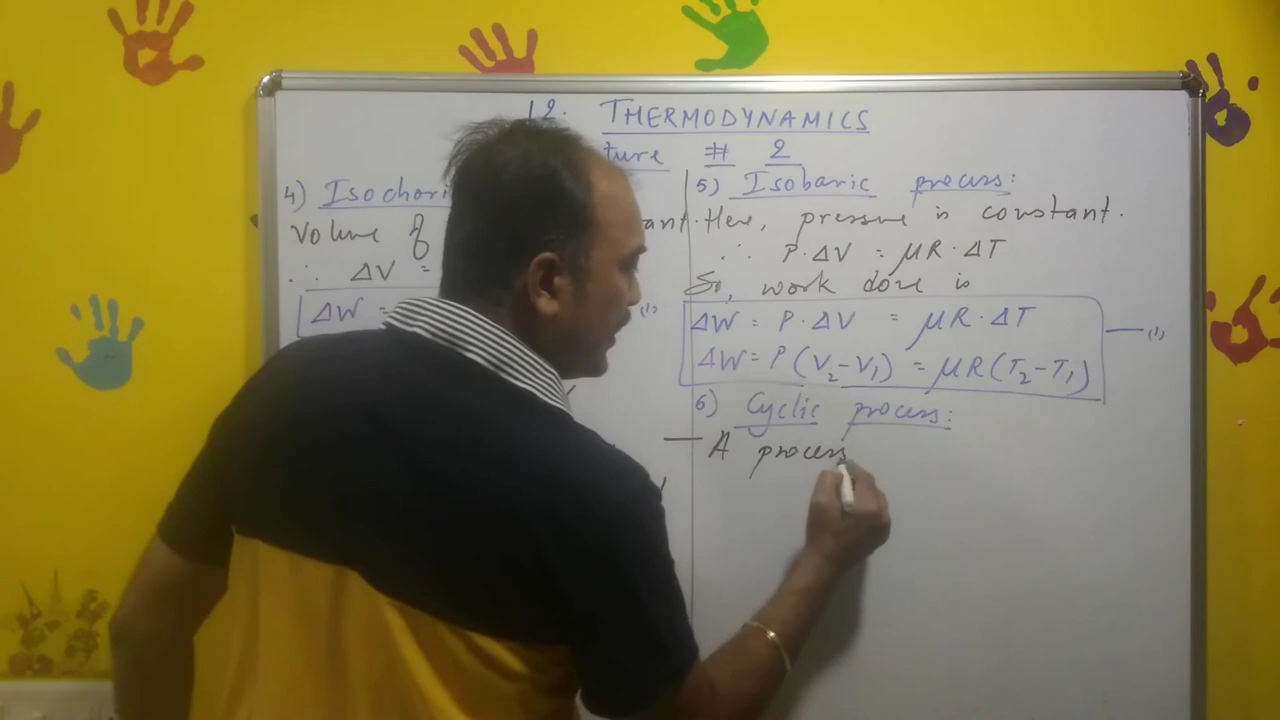 12. THERMODYNAMICS
ture # 2
4) Isochori
Volume of
∴ ΔV =
ΔW =
5) Isobaric process:
Here, pressure is constant.
∴ P·ΔV = μR·ΔT
So, work done is
ΔW = P·ΔV = μR·ΔT
ΔW = P(V₂-V₁) = μR(T₂-T₁) —(1)
6) Cyclic process:
— A process